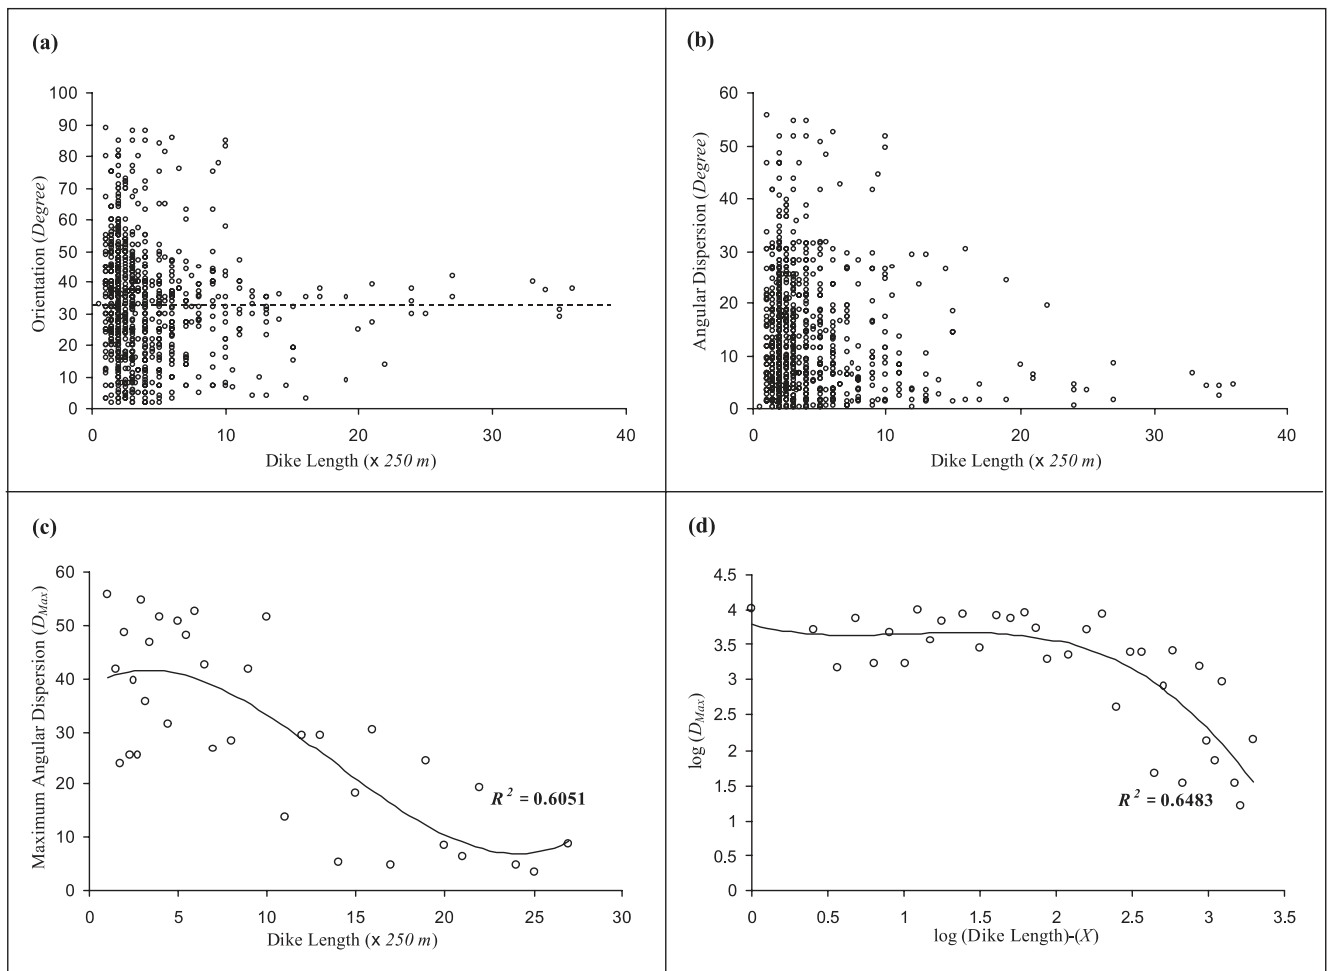 (a)
100
90
80
70
60
50
40
30
20
10
0
Orientation (Degree)
0 10 20 30 40
Dike Length (x 250 m)
(b)
60
50
40
30
20
10
0
Angular Dispersion (Degree)
0 10 20 30 40
Dike Length (x 250 m)
(c)
60
50
40
30
20
10
0
Maximum Angular Dispersion (D_Max)
R² = 0.6051
0 5 10 15 20 25 30
Dike Length (x 250 m)
(d)
4.5
4
3.5
3
2.5
2
1.5
1
0.5
0
log (D_Max)
R² = 0.6483
0 0.5 1 1.5 2 2.5 3 3.5
log (Dike Length)-(X)